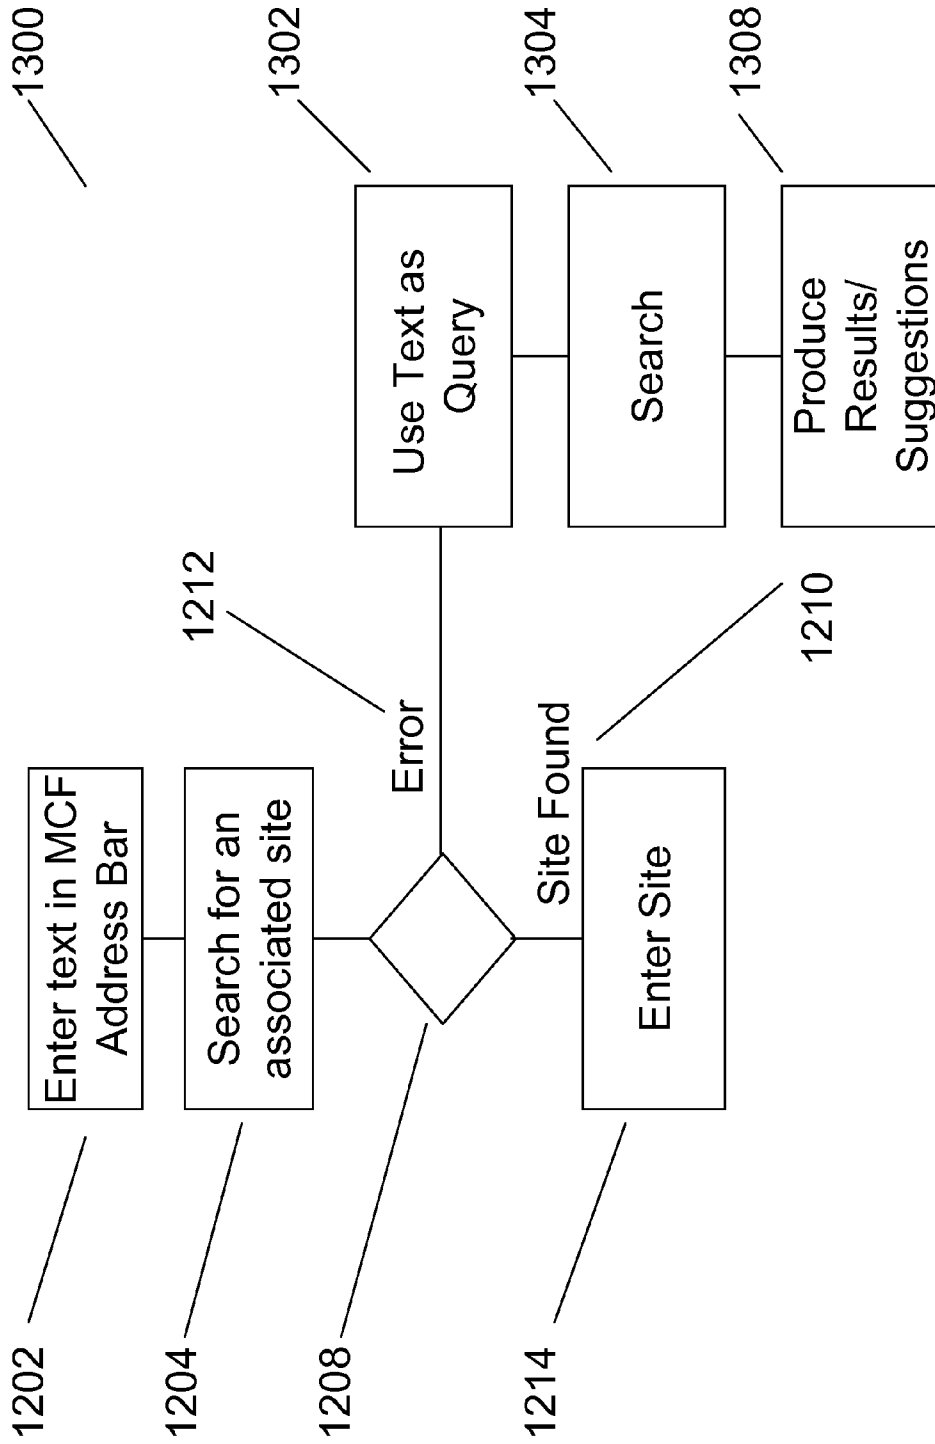 1300
1202
Enter text in MCF
Address Bar
1204
Search for an
associated site
1208
Error
1212
Use Text as
Query
1302
Search
1304
Produce
Results/
Suggestions
1308
Site Found
1210
Enter Site
1214